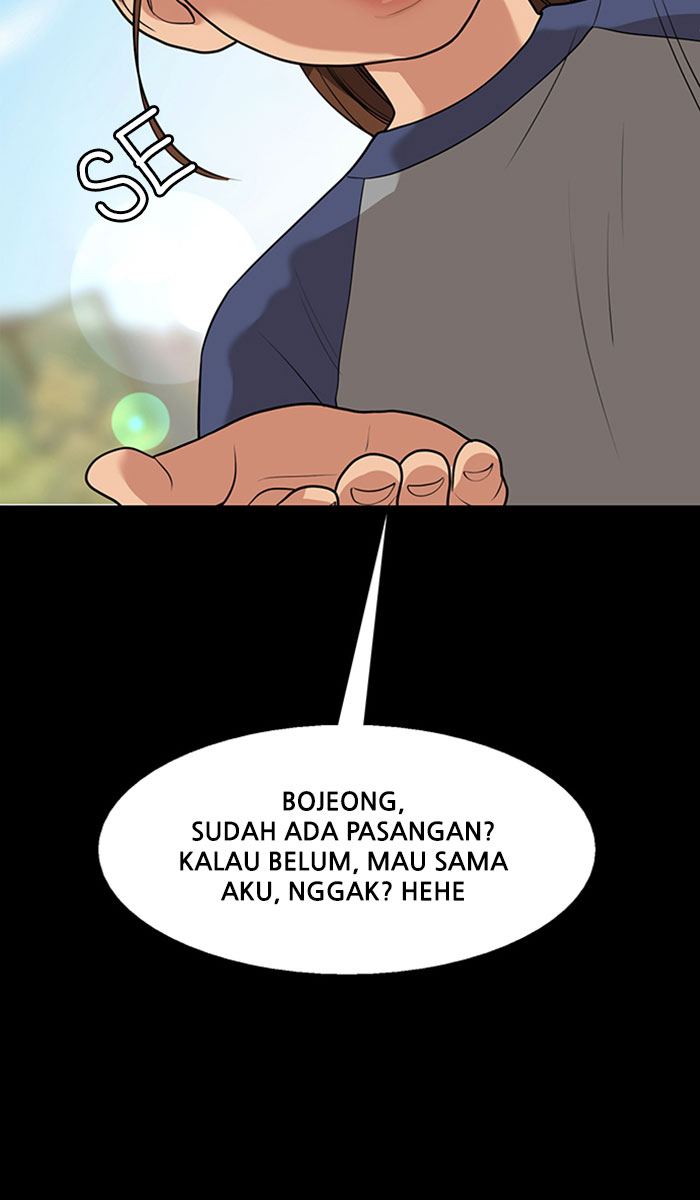 SE
BOJEONG,
SUDAH ADA PASANGAN?
KALAU BELUM, MAU SAMA
AKU, NGGAK? HEHE